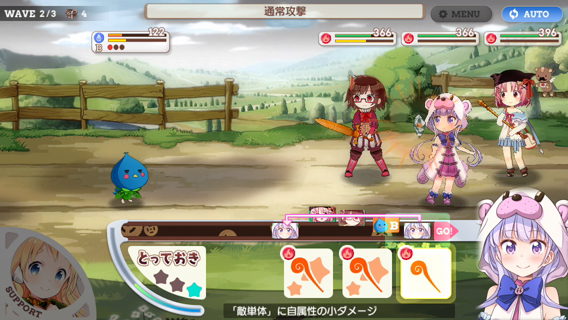 WAVE 2/3 4
通常攻撃
MENU
AUTO
122
B
366
366
396
B
GO!
とっておき
SUPPORT
「敵単体」に自属性の小ダメージ